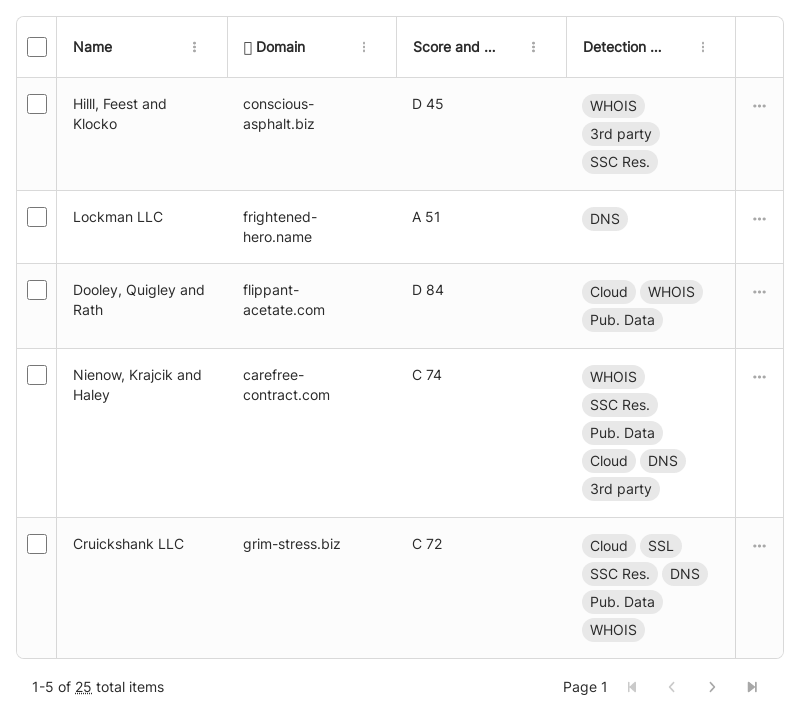 Name
Domain
Score and ...
Detection ...
Hilll, Feest and
Klocko
conscious-
asphalt.biz
D 45
WHOIS
3rd party
SSC Res.
Lockman LLC
frightened-
hero.name
A 51
DNS
Dooley, Quigley and
Rath
flippant-
acetate.com
D 84
Cloud WHOIS
Pub. Data
Nienow, Krajcik and
Haley
carefree-
contract.com
C 74
WHOIS
SSC Res.
Pub. Data
Cloud DNS
3rd party
Cruickshank LLC
grim-stress.biz
C 72
Cloud SSL
SSC Res. DNS
Pub. Data
WHOIS
1-5 of 25 total items
Page 1